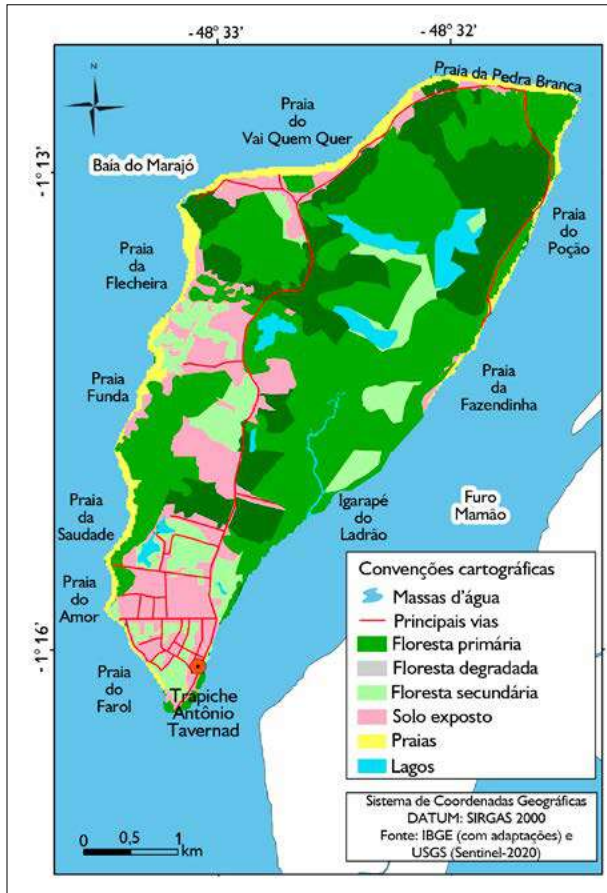 - 48° 33'
- 48° 32'
N
Praia da Pedra Branca
Praia
do
Vai Quem Quer
- 1° 13'
Baía do Marajó
Praia
do
Poção
Praia
da
Flecheira
Praia
Funda
Praia
da
Fazendinha
Igarapé
do
Ladrão
Furo
Mamão
Praia
da
Saudade
Praia
do
Amor
- 1° 16'
Praia
do
Farol
Trapiche
Antônio
Tavernad
Convenções cartográficas
Massas d'água
Principais vias
Floresta primária
Floresta degradada
Floresta secundária
Solo exposto
Praias
Lagos
Sistema de Coordenadas Geográficas
DATUM: SIRGAS 2000
Fonte: IBGE (com adaptações) e
USGS (Sentinel-2020)
0 0,5 1
km